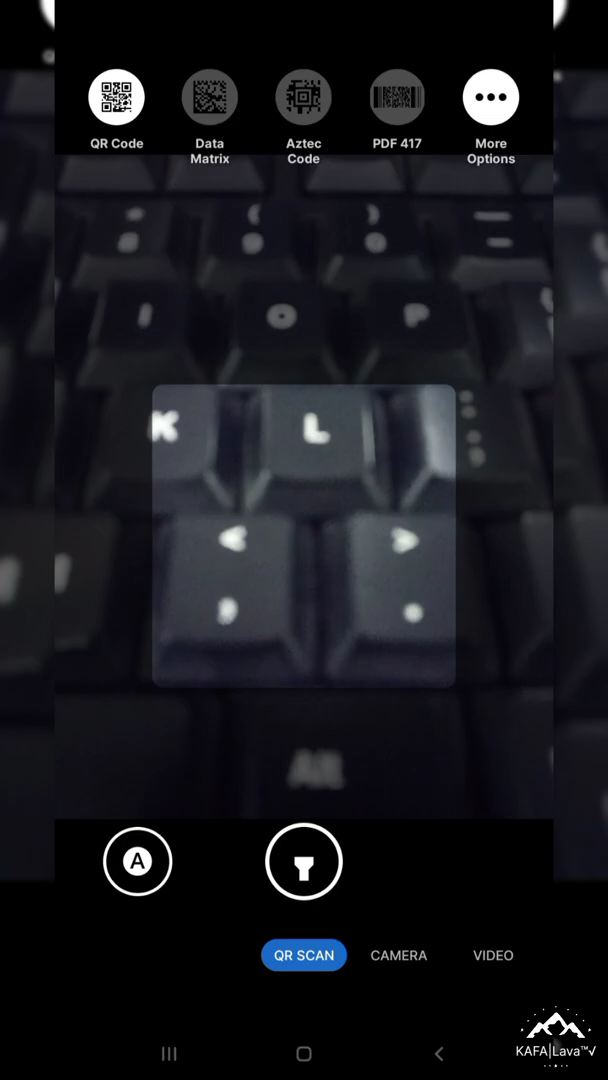 QR Code
Data Matrix
Aztec Code
PDF 417
More Options
I O P
K L
< >
, .
Alt
A
QR SCAN CAMERA VIDEO
KAFA|Lava™√